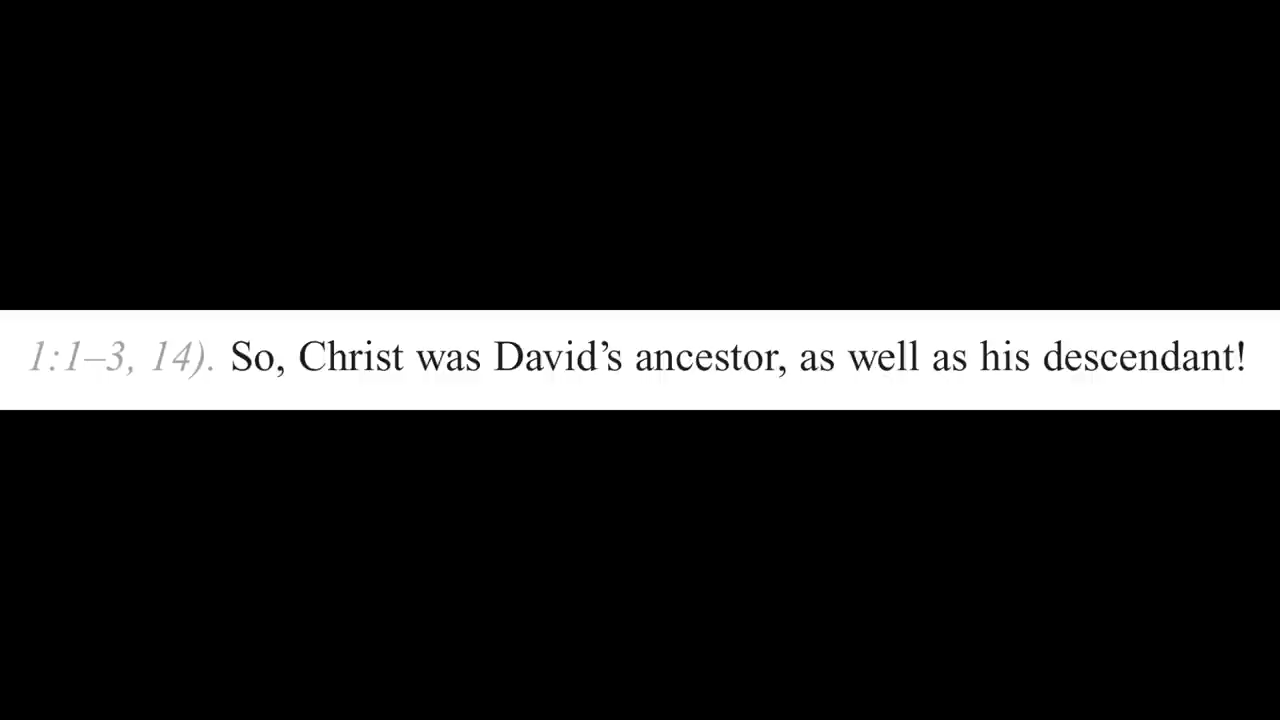 1:1–3, 14). So, Christ was David’s ancestor, as well as his descendant!